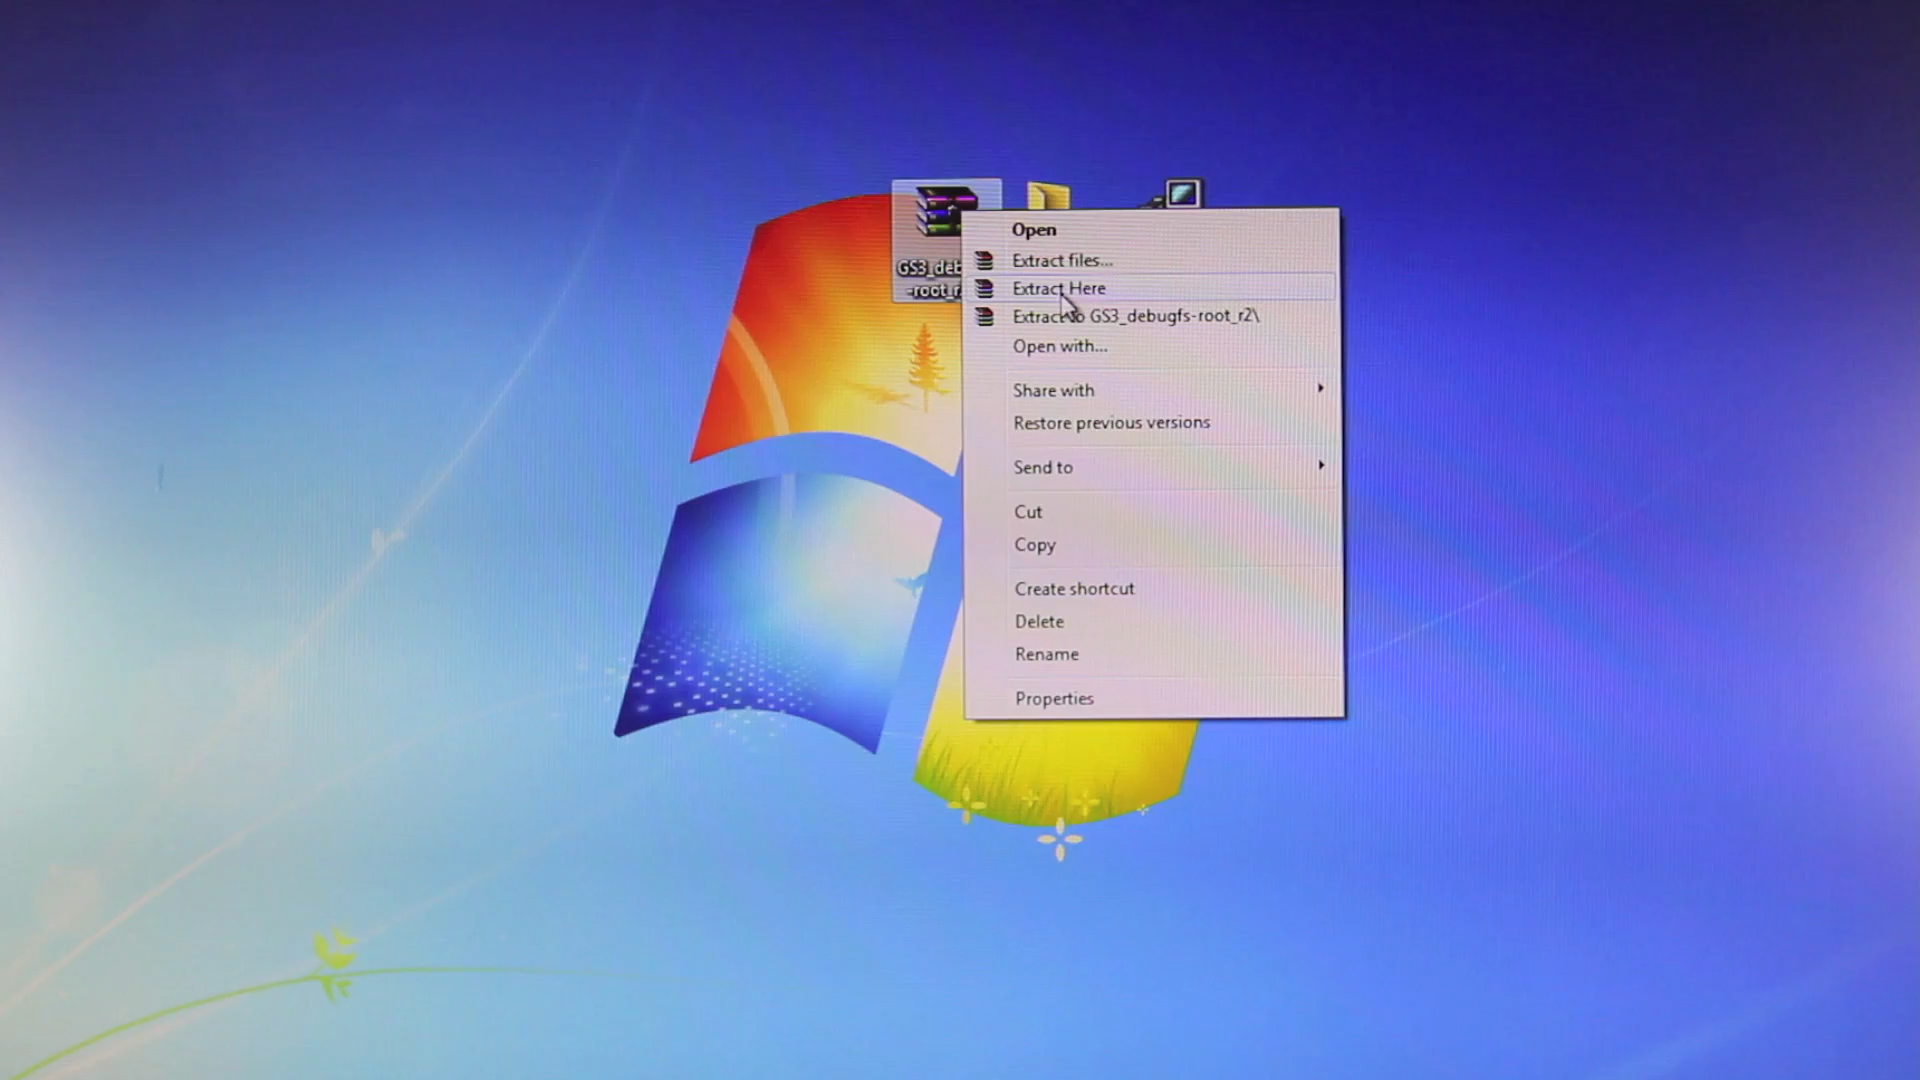 GS3_deb
-root_r
Open
Extract files...
Extract Here
Extract to GS3_debugfs-root_r2\
Open with...
Share with
Restore previous versions
Send to
Cut
Copy
Create shortcut
Delete
Rename
Properties